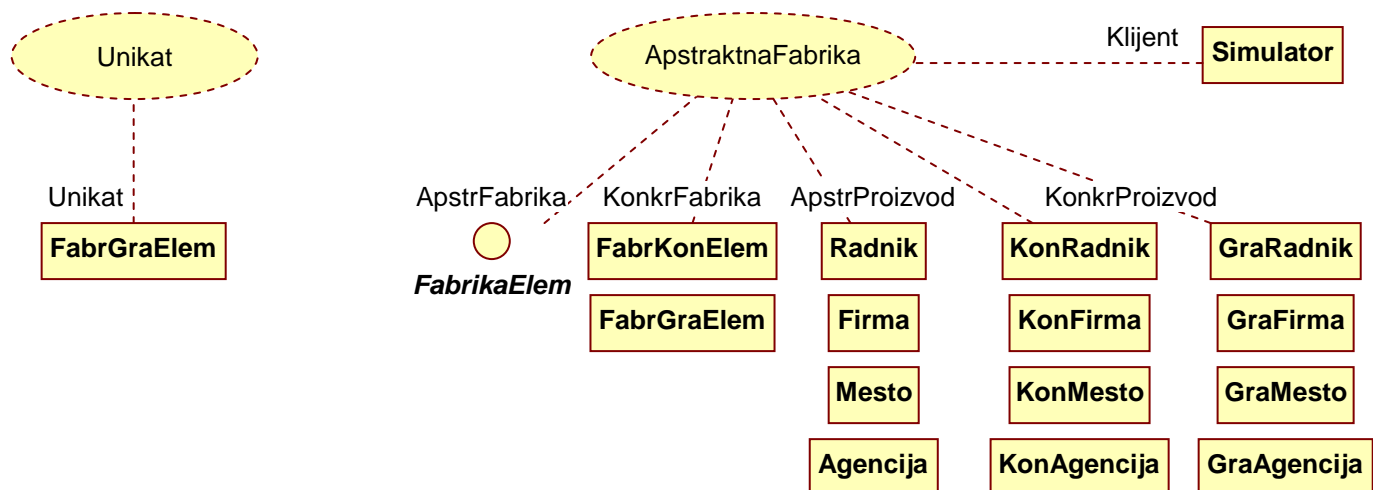 Unikat
ApstraktnaFabrika
Klijent
Simulator
Unikat
ApstrFabrika
KonkrFabrika
ApstrProizvod
KonkrProizvod
FabrGraElem
FabrikaElem
FabrKonElem
Radnik
KonRadnik
GraRadnik
FabrGraElem
Firma
KonFirma
GraFirma
Mesto
KonMesto
GraMesto
Agencija
KonAgencija
GraAgencija